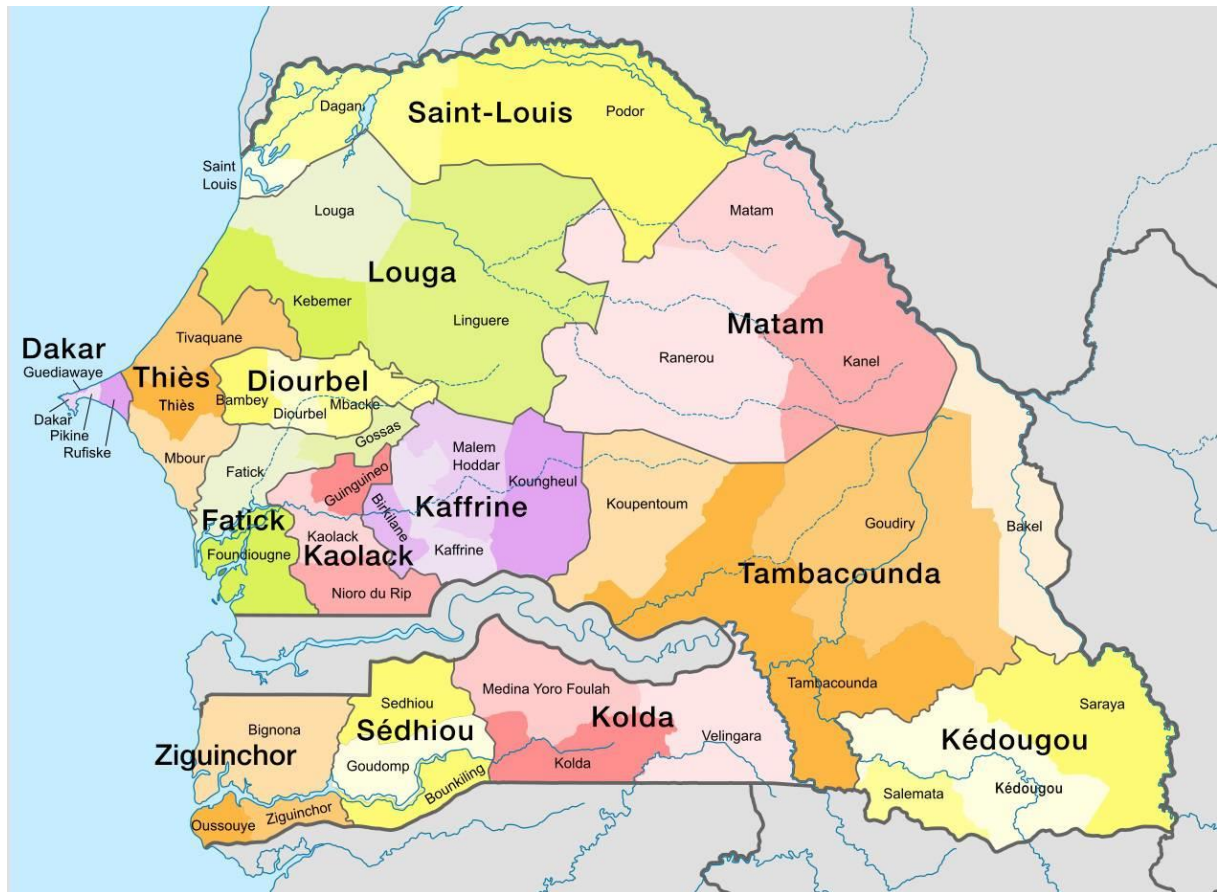 Dagana
Saint-Louis
Podor
Saint
Louis
Louga
Matam
Louga
Kebemer
Linguere
Tivaquane
Matam
Dakar
Guediawaye
Ranerou
Kanel
Thiès
Thiès
Diourbel
Bambey
Mbacke
Diourbel
Dakar
Pikine
Rufiske
Mbour
Gossas
Malem
Hoddar
Fatick
Guinguineo
Koungheul
Koupentoum
Birkilane
Kaffrine
Goudiry
Bakel
Fatick
Kaolack
Kaolack
Kaffrine
Foundiougne
Tambacounda
Nioro du Rip
Medina Yoro Foulah
Tambacounda
Sedhiou
Saraya
Kolda
Bignona
Sédhiou
Velingara
Kédougou
Ziguinchor
Goudomp
Kolda
Bounkiling
Salemata
Kédougou
Ziguinchor
Oussouye